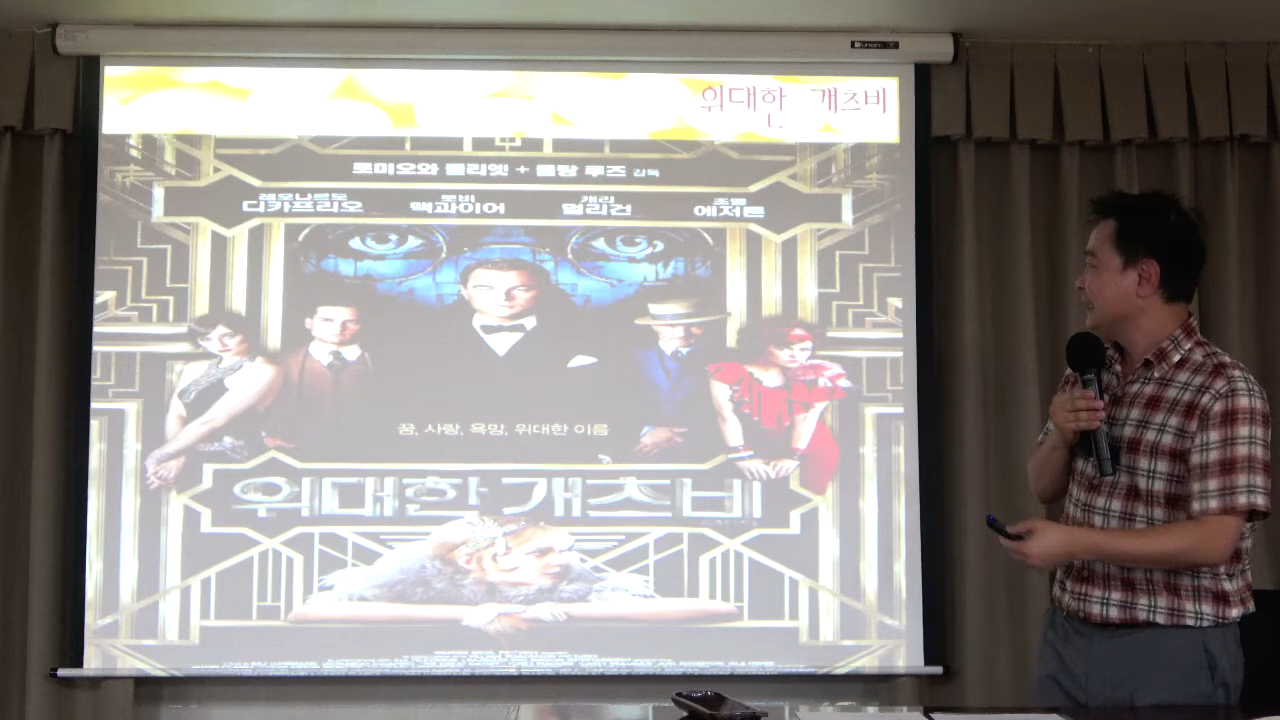 위대한 개츠비
로미오와 줄리엣 + 물랑 루즈 감독
레오나르도 토비 캐리 조엘
디카프리오 맥과이어 멀리건 에저튼
꿈, 사랑, 욕망, 위대한 이름
위대한 개츠비